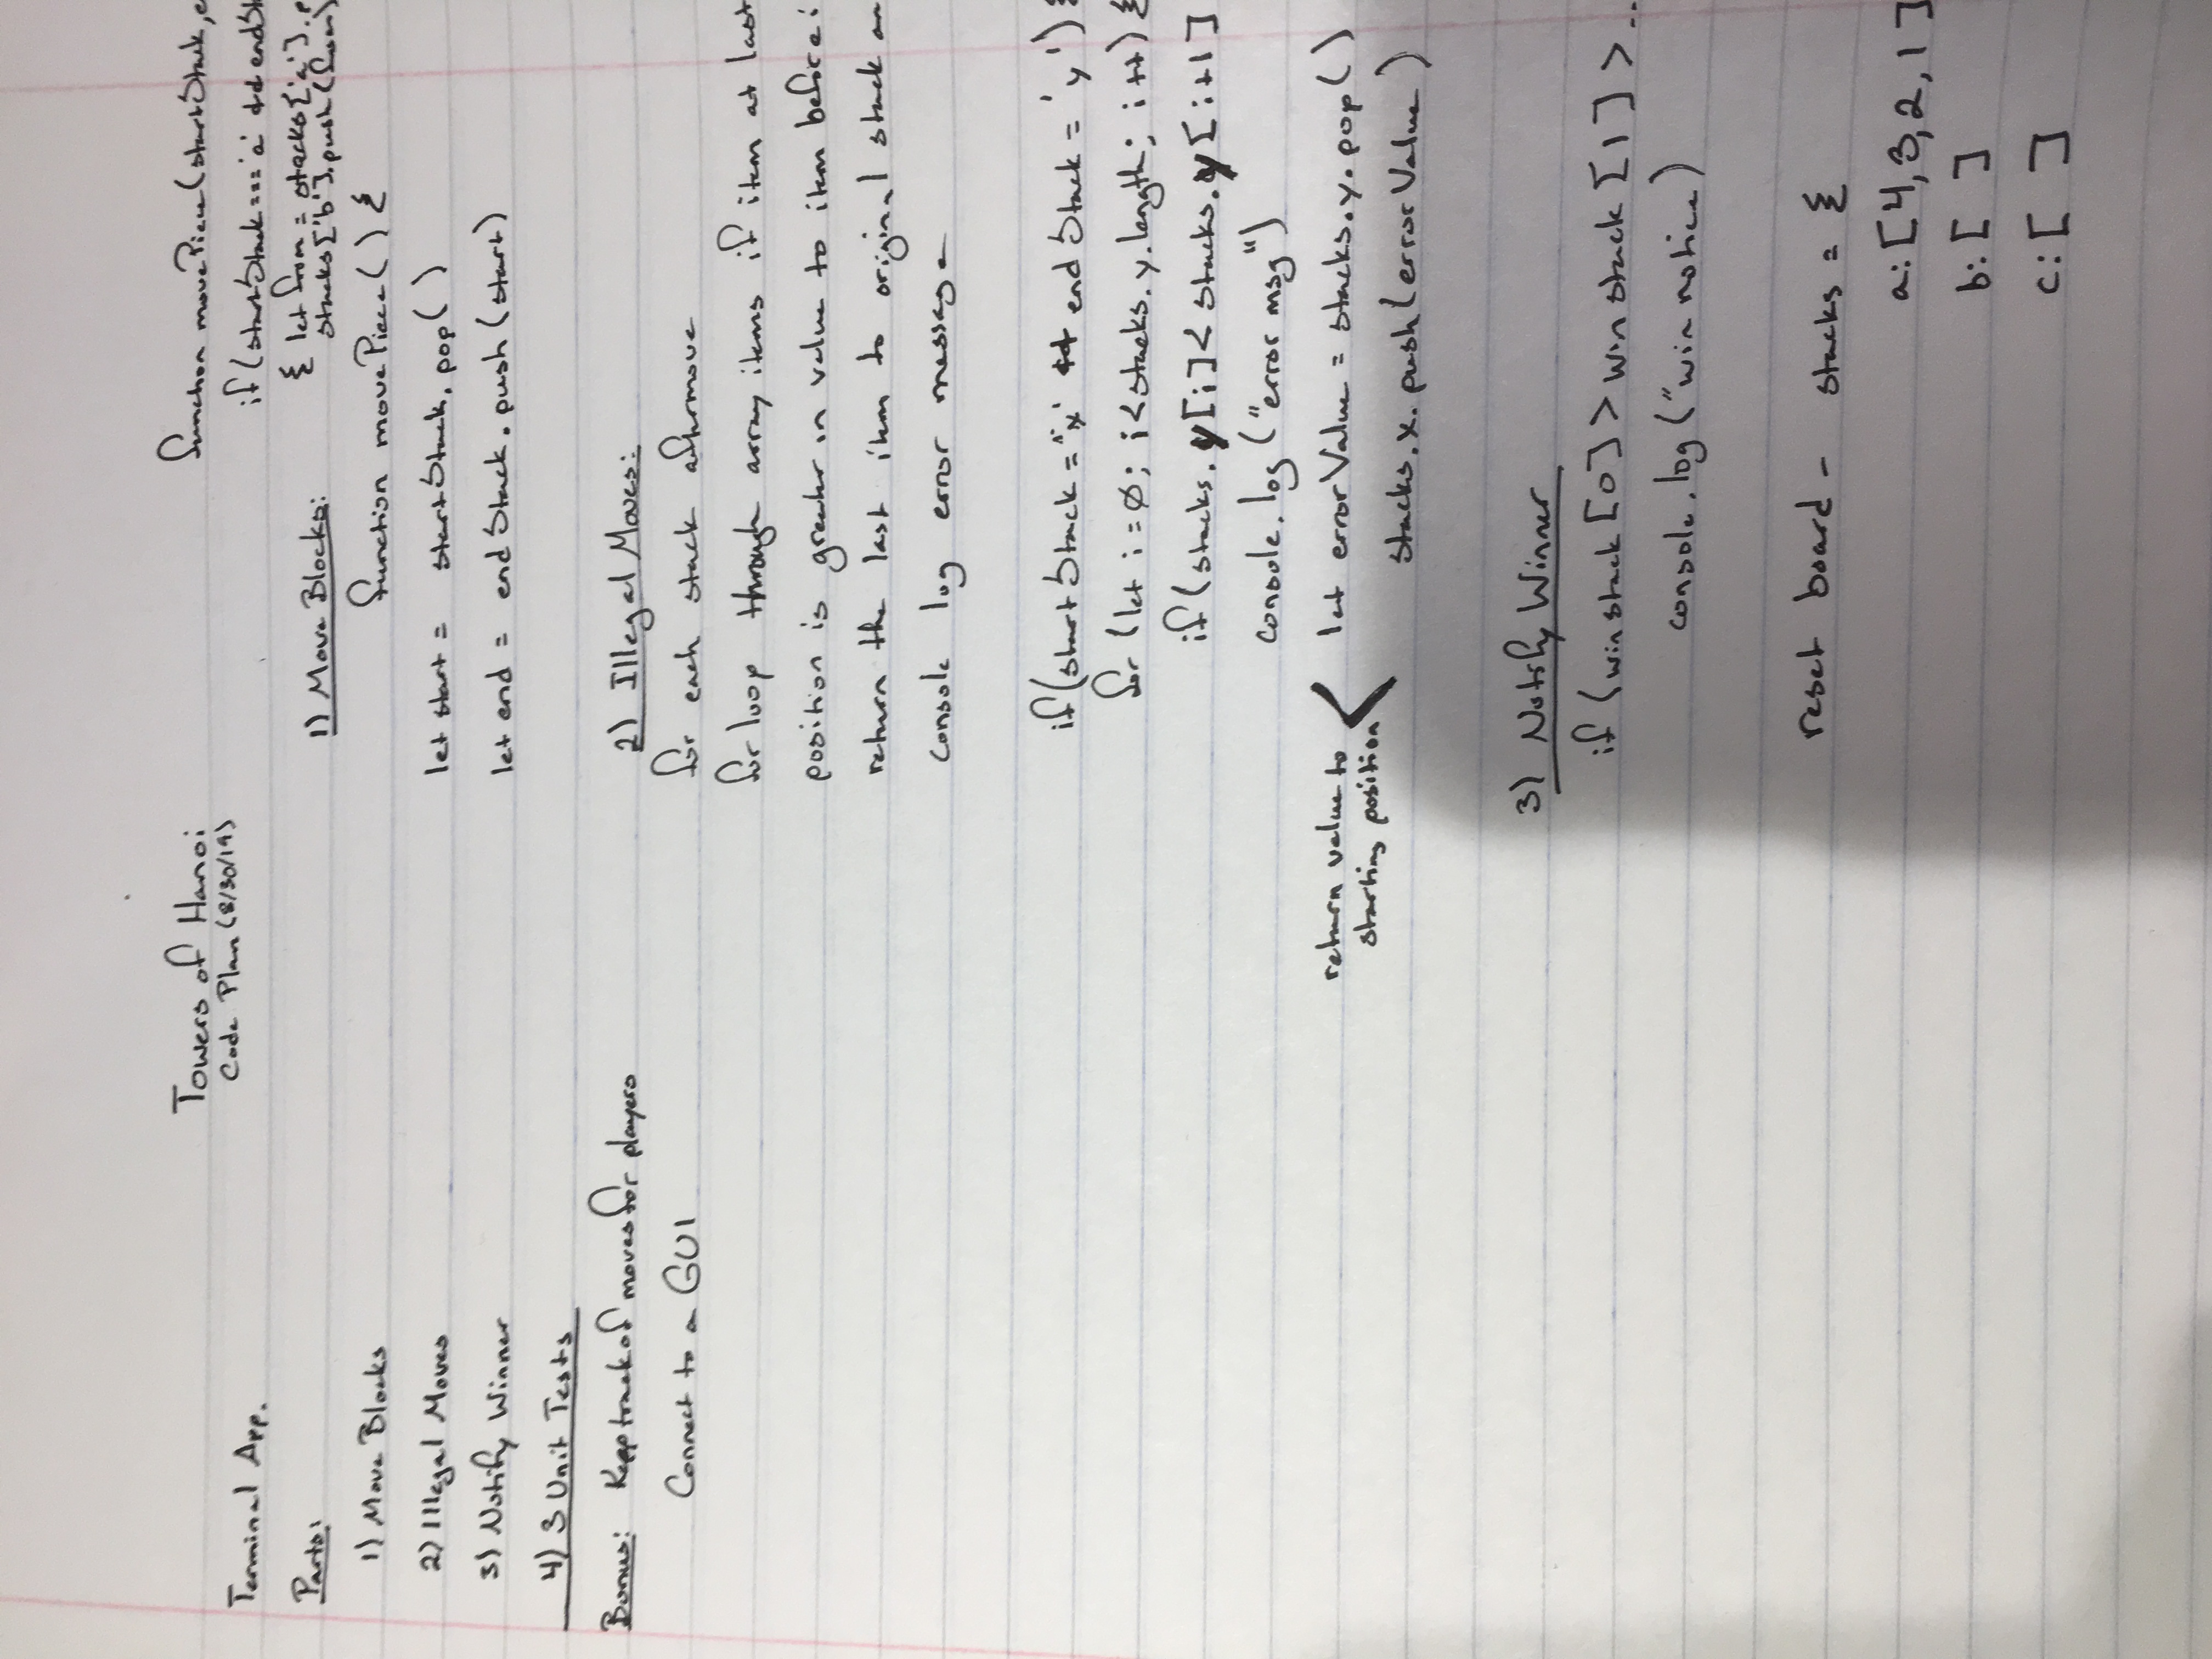 Towers of Hanoi
Code Plan (8/30/19)
Terminal App.
Parts:
1) Move Blocks
2) Illegal Moves
3) Notify Winner
4) 3 Unit Tests
Bonus: Kepp track of moves for players
Connect to a GUI
function movePiece(startStack, e
if (startStack === 'a' && endSt
{ let from = stacks['a'].p
stacks['b'].push(from)
1) Move Blocks:
function movePiece() {
let start = startStack.pop()
let end = endStack.push(start)
2) Illegal Moves:
for each stack after move
for loop through array items if item at last
position is greater in value to item before:
return the last item to original stack an
console log error message
if (startStack = 'x' && endStack = 'y') {
for (let i = 0; i < stacks.y.length; i++) {
if (stacks.y[i] < stacks.y[i+1]
console.log("error msg")
return value to
starting position
let errorValue = stacks.y.pop()
stacks.x.push(errorValue)
3) Notify Winner
if (winstack[0] > winstack[1] > ..
console.log("win notice)
reset board - stacks = {
a: [4, 3, 2, 1]
b: [ ]
c: [ ]